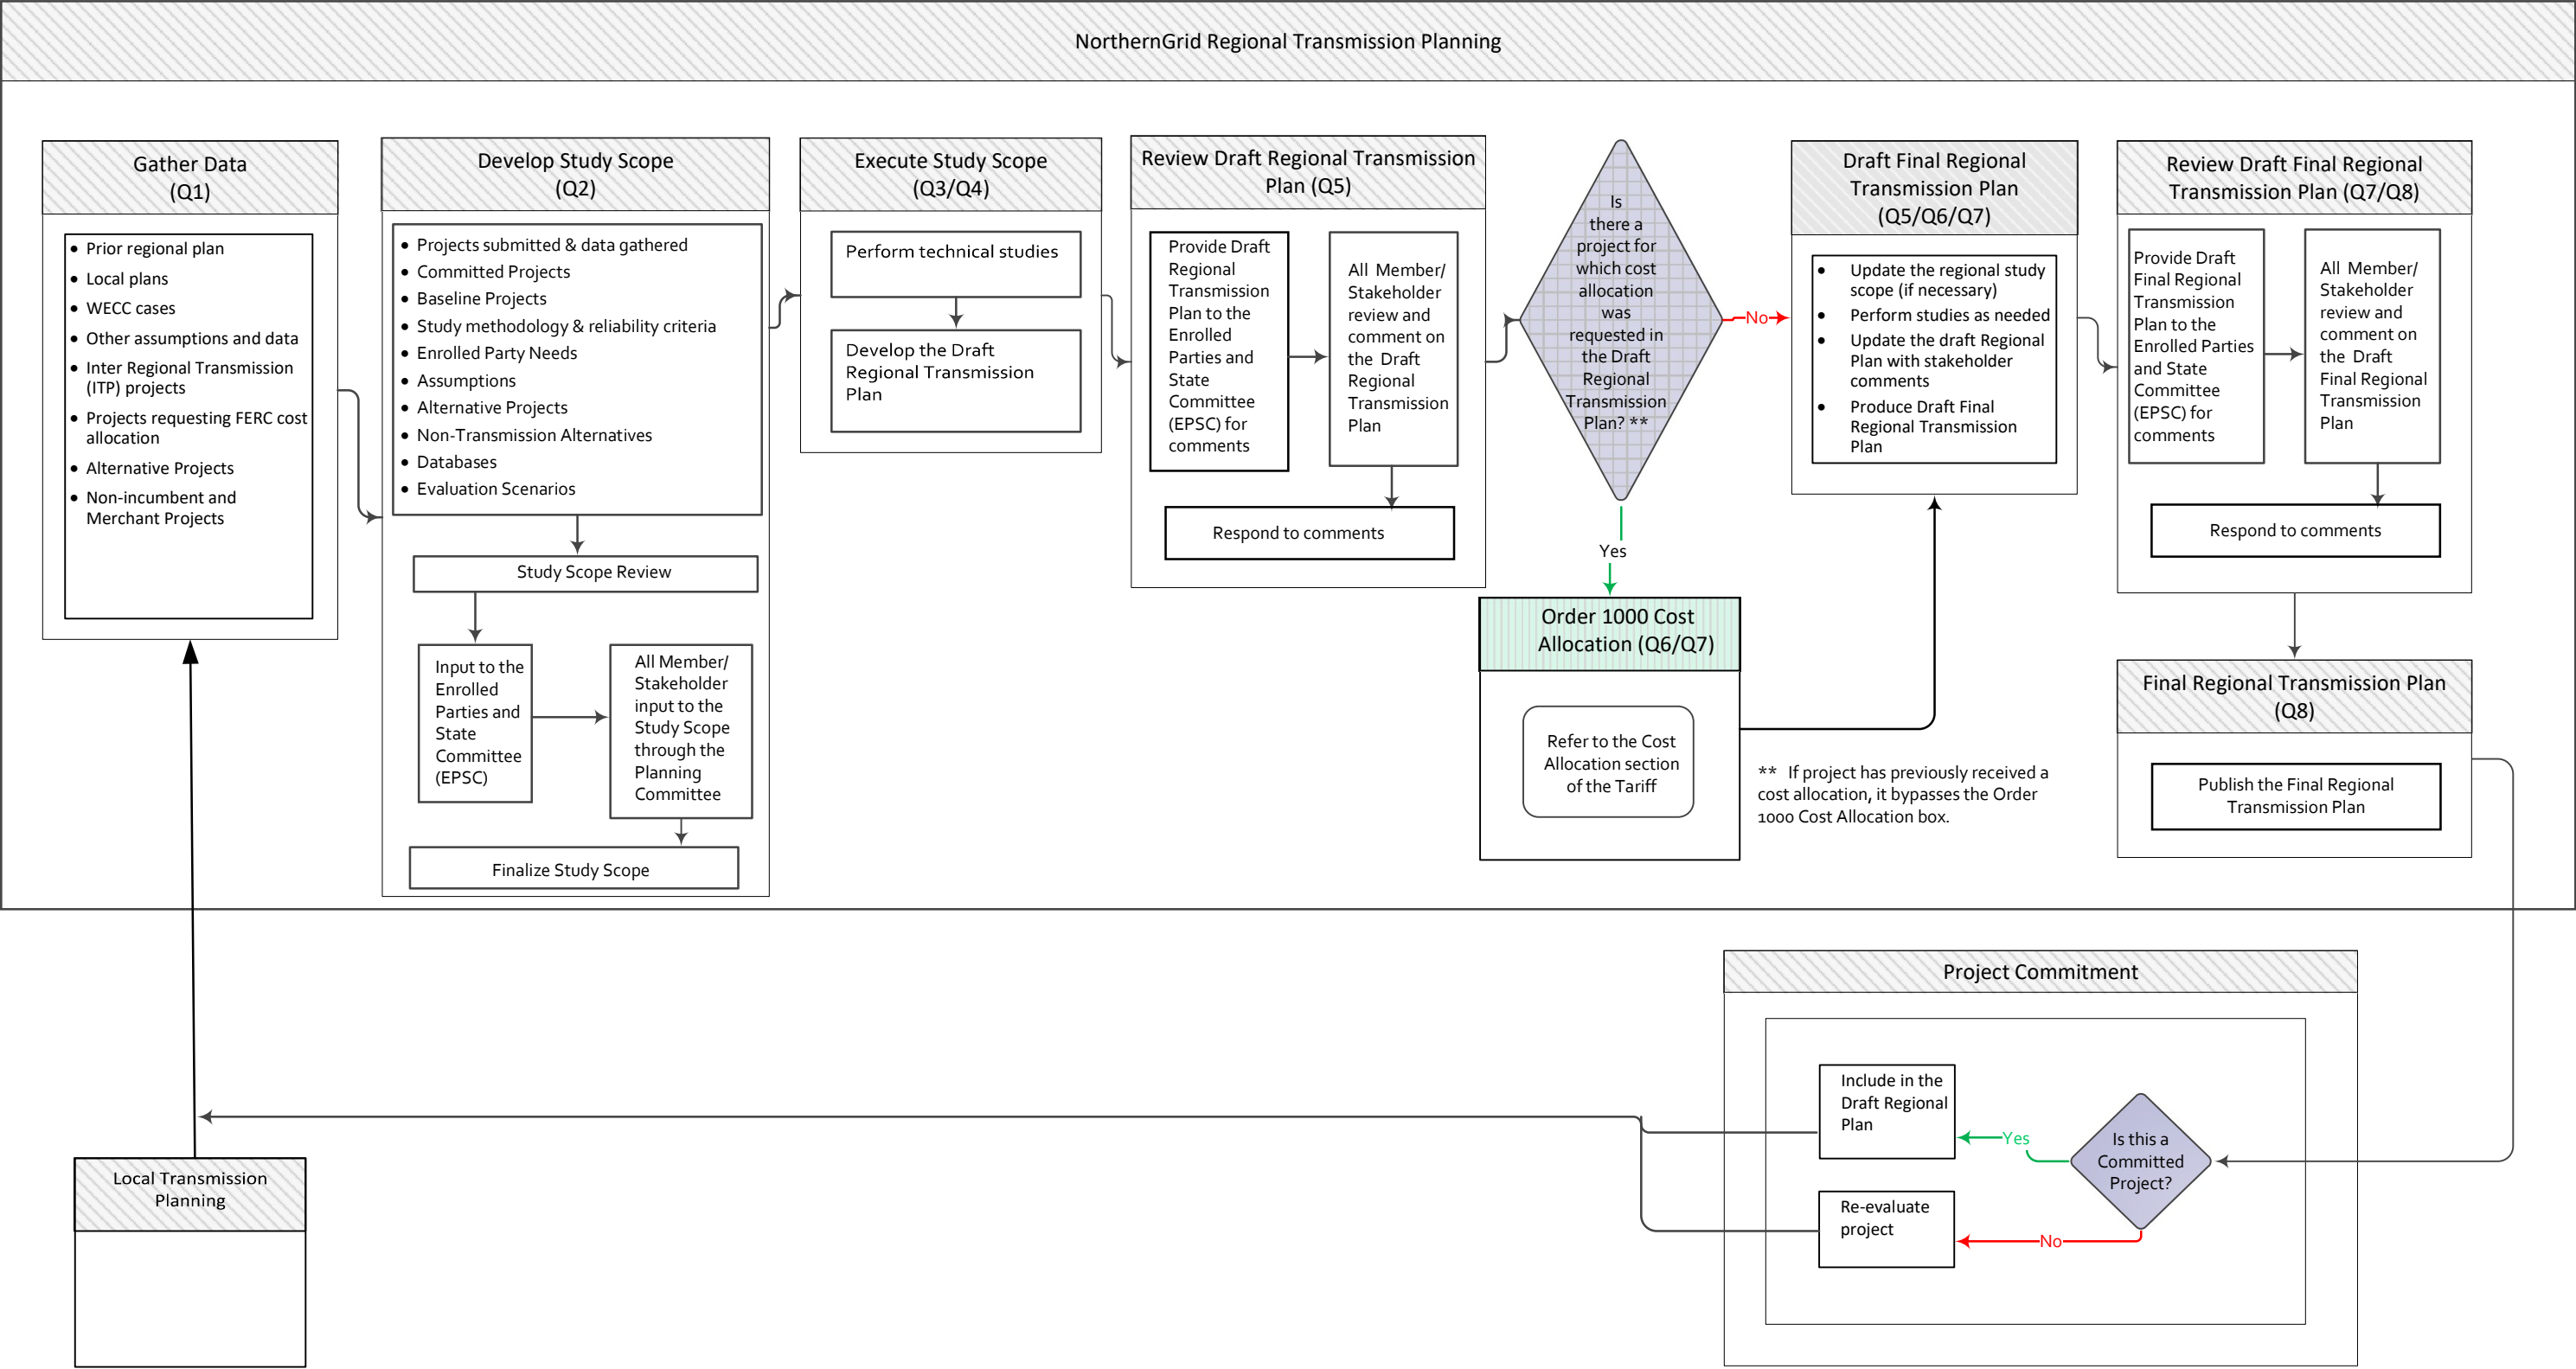 NorthernGrid Regional Transmission Planning
Gather Data
(Q1)
• Prior regional plan
• Local plans
• WECC cases
• Other assumptions and data
• Inter Regional Transmission
(ITP) projects
• Projects requesting FERC cost
allocation
• Alternative Projects
• Non-incumbent and
Merchant Projects
Develop Study Scope
(Q2)
• Projects submitted & data gathered
• Committed Projects
• Baseline Projects
• Study methodology & reliability criteria
• Enrolled Party Needs
• Assumptions
• Alternative Projects
• Non-Transmission Alternatives
• Databases
• Evaluation Scenarios
Study Scope Review
Input to the
Enrolled
Parties and
State
Committee
(EPSC)
All Member/
Stakeholder
input to the
Study Scope
through the
Planning
Committee
Finalize Study Scope
Execute Study Scope
(Q3/Q4)
Perform technical studies
Develop the Draft
Regional Transmission
Plan
Review Draft Regional Transmission
Plan (Q5)
Provide Draft
Regional
Transmission
Plan to the
Enrolled
Parties and
State
Committee
(EPSC) for
comments
All Member/
Stakeholder
review and
comment on
the Draft
Regional
Transmission
Plan
Respond to comments
Is
there a
project for
which cost
allocation
was
requested in
the Draft
Regional
Transmission
Plan? **
No
Yes
Order 1000 Cost
Allocation (Q6/Q7)
Refer to the Cost
Allocation section
of the Tariff
** If project has previously received a
cost allocation, it bypasses the Order
1000 Cost Allocation box.
Draft Final Regional
Transmission Plan
(Q5/Q6/Q7)
• Update the regional study
scope (if necessary)
• Perform studies as needed
• Update the draft Regional
Plan with stakeholder
comments
• Produce Draft Final
Regional Transmission
Plan
Review Draft Final Regional
Transmission Plan (Q7/Q8)
Provide Draft
Final Regional
Transmission
Plan to the
Enrolled Parties
and State
Committee
(EPSC) for
comments
All Member/
Stakeholder
review and
comment on
the Draft
Final Regional
Transmission
Plan
Respond to comments
Final Regional Transmission Plan
(Q8)
Publish the Final Regional
Transmission Plan
Project Commitment
Include in the
Draft Regional
Plan
Yes
Is this a
Committed
Project?
Re-evaluate
project
No
Local Transmission
Planning